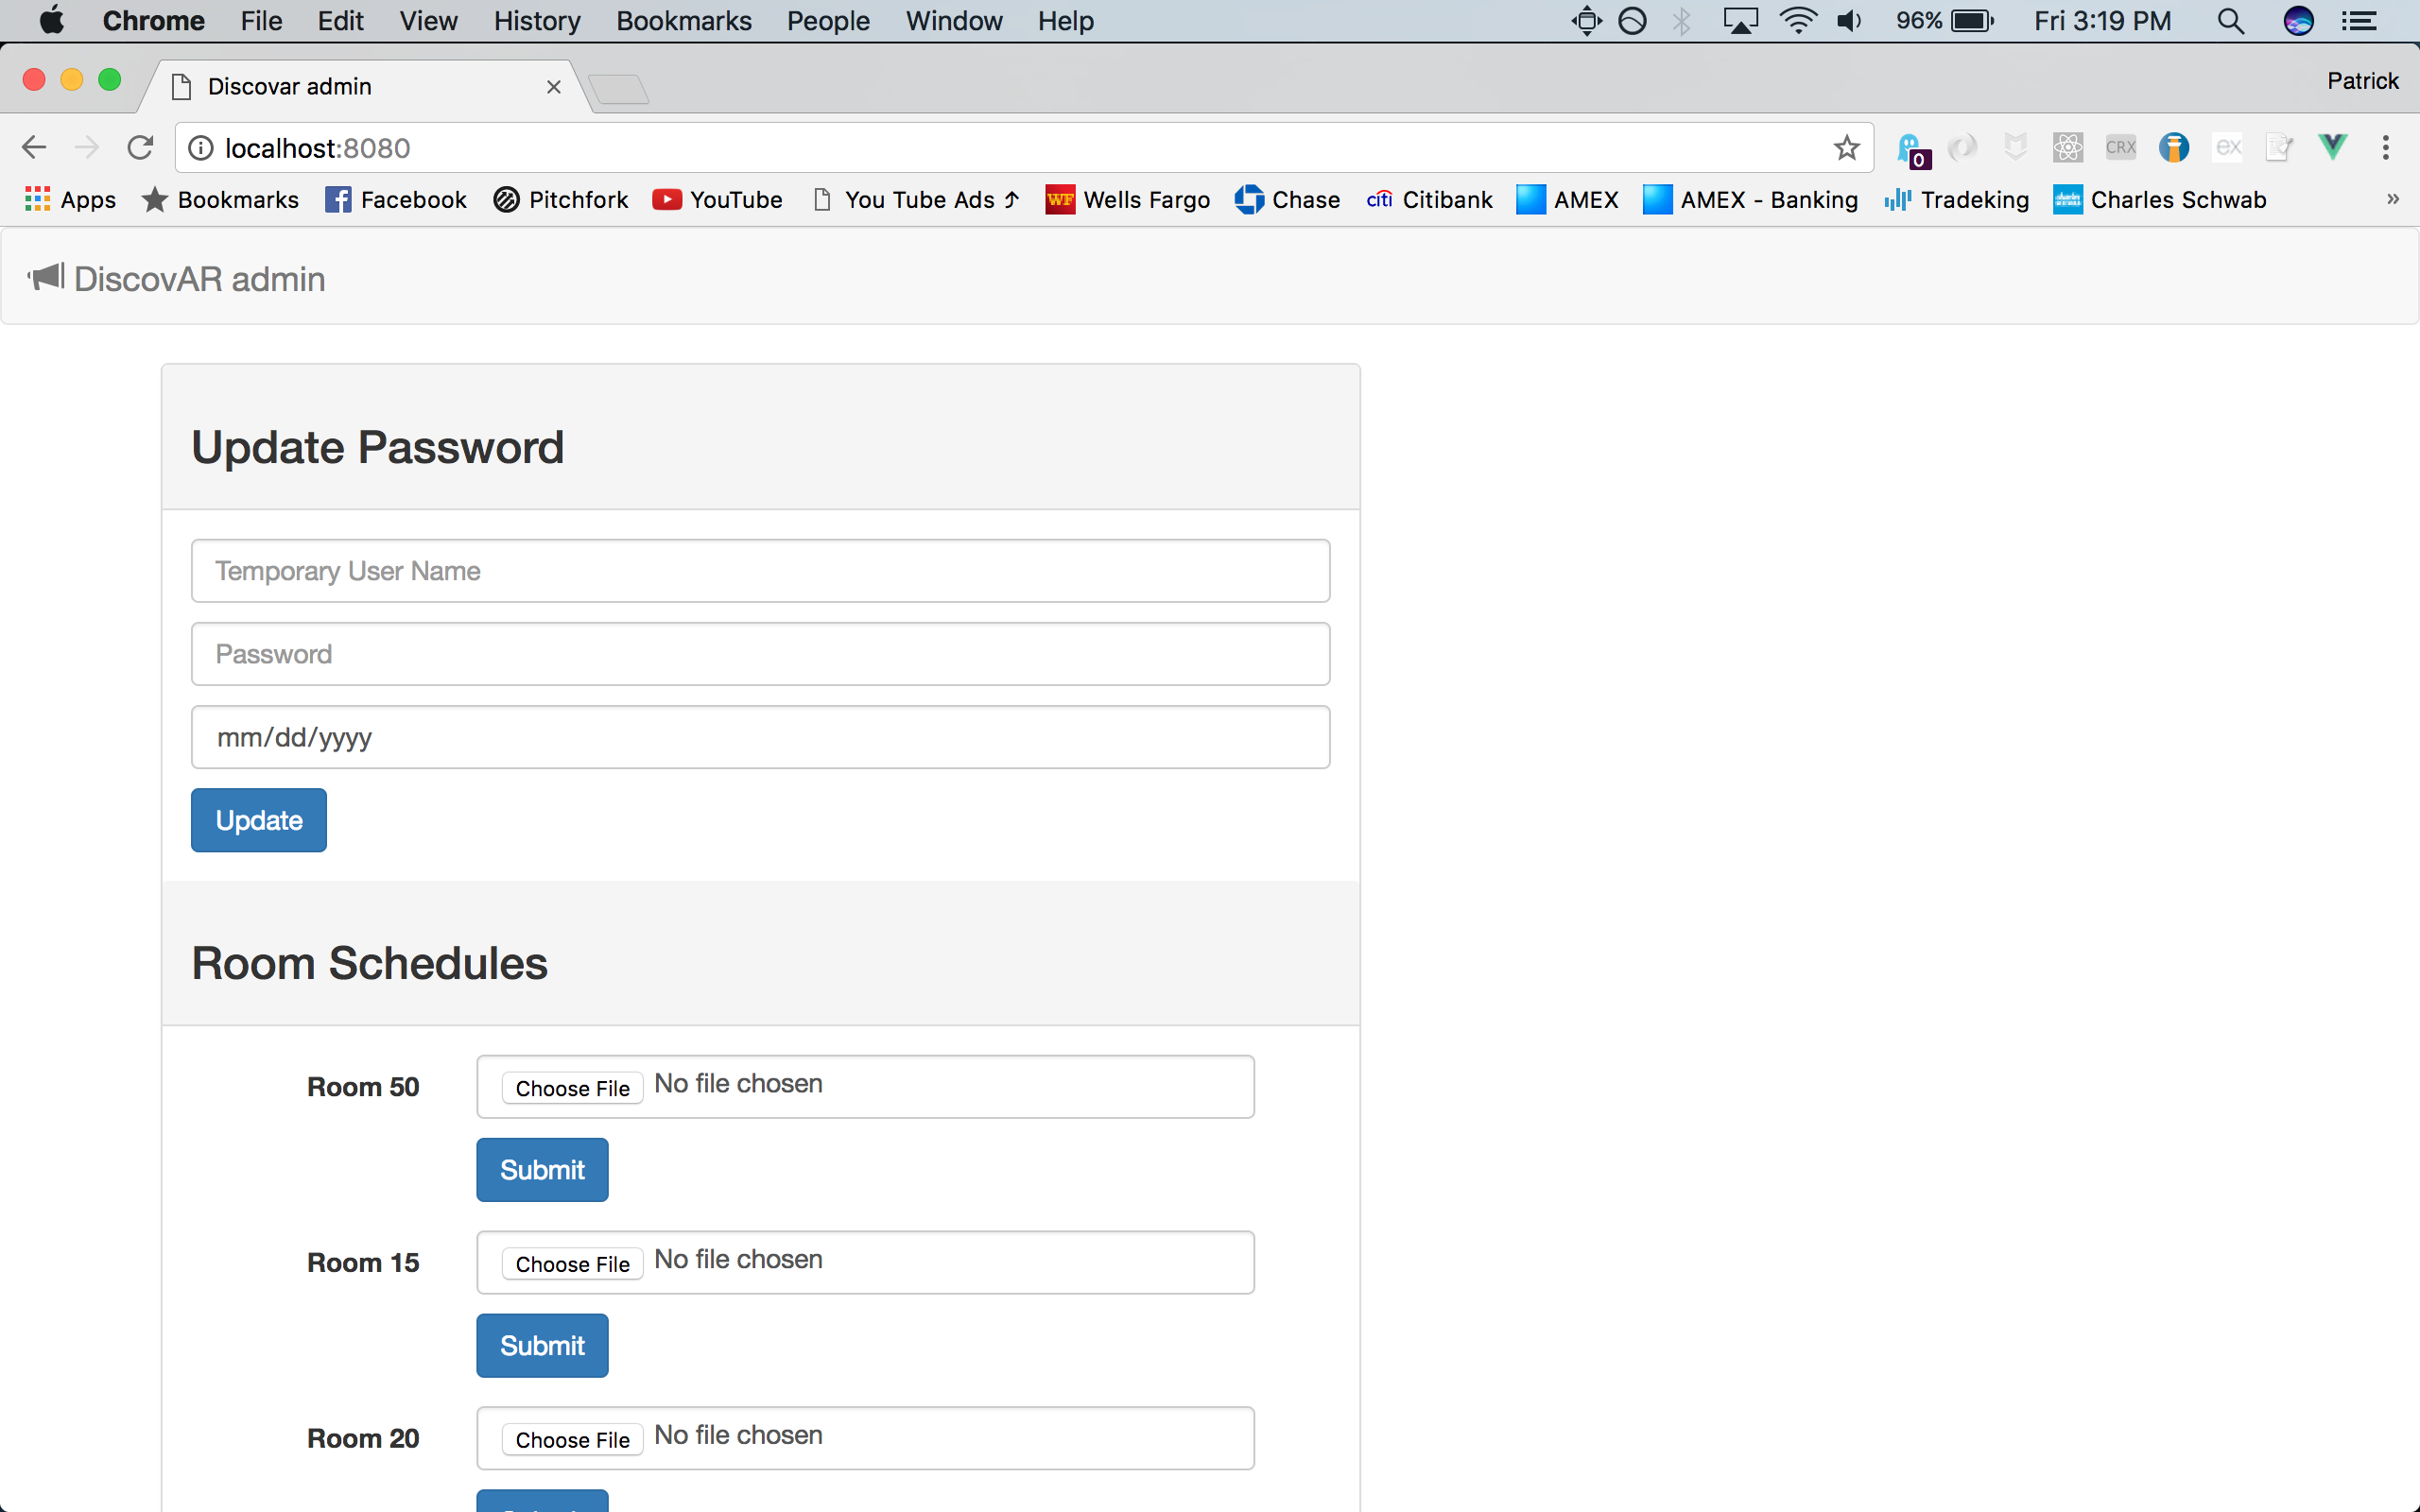 Chrome File Edit View History Bookmarks People Window Help 96% Fri 3:19 PM
Discovar admin Patrick
localhost:8080 0 CRX ex
Apps Bookmarks Facebook Pitchfork YouTube You Tube Ads ⤴ WF Wells Fargo Chase citi Citibank AMEX AMEX - Banking Tradeking Charles Schwab »
DiscovAR admin
Update Password
Temporary User Name
Password
mm/dd/yyyy
Update
Room Schedules
Room 50 Choose File No file chosen
Submit
Room 15 Choose File No file chosen
Submit
Room 20 Choose File No file chosen